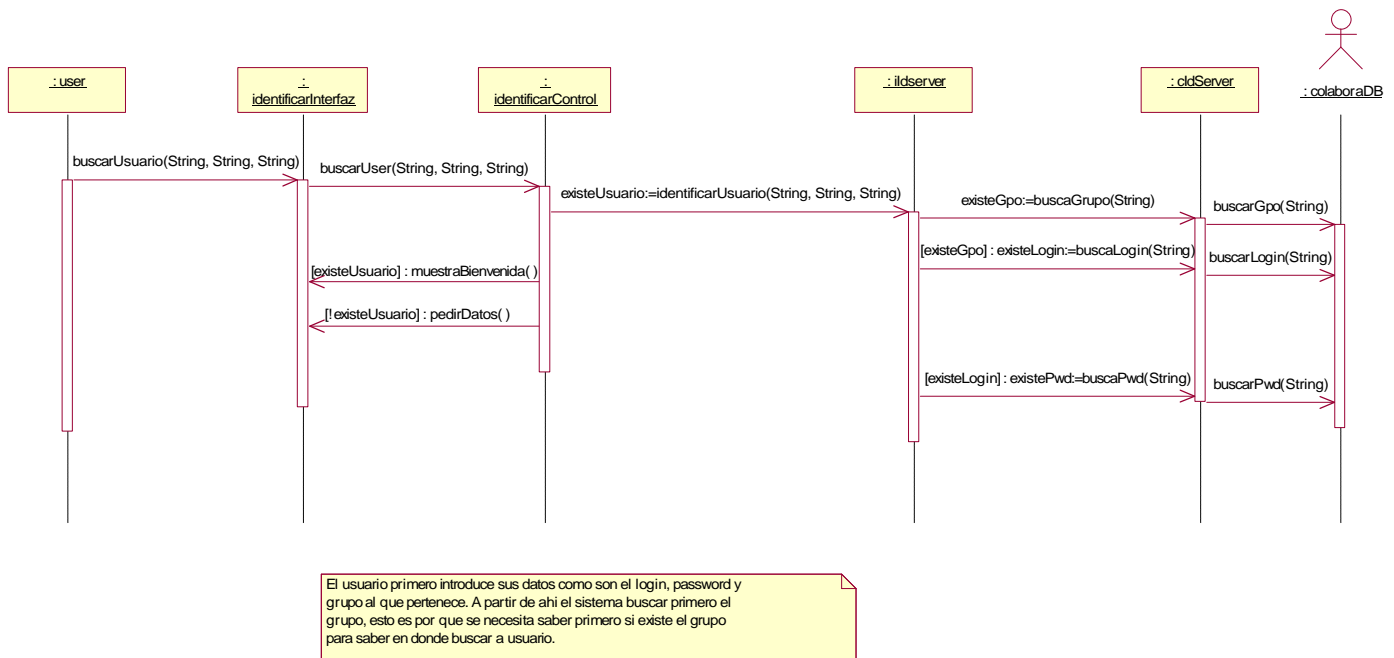 : user
:
identificarInterfaz
:
identificarControl
: iIdserver
: cIdServer
: colaboraDB
buscarUsuario(String, String, String)
buscarUser(String, String, String)
existeUsuario:=identificarUsuario(String, String, String)
existeGpo:=buscaGrupo(String)
buscarGpo(String)
[existeGpo] : existeLogin:=buscaLogin(String)
buscarLogin(String)
[existeUsuario] : muestraBienvenida( )
[!existeUsuario] : pedirDatos( )
[existeLogin] : existePwd:=buscaPwd(String)
buscarPwd(String)
El usuario primero introduce sus datos como son el login, password y
grupo al que pertenece. A partir de ahi el sistema buscar primero el
grupo, esto es por que se necesita saber primero si existe el grupo
para saber en donde buscar a usuario.